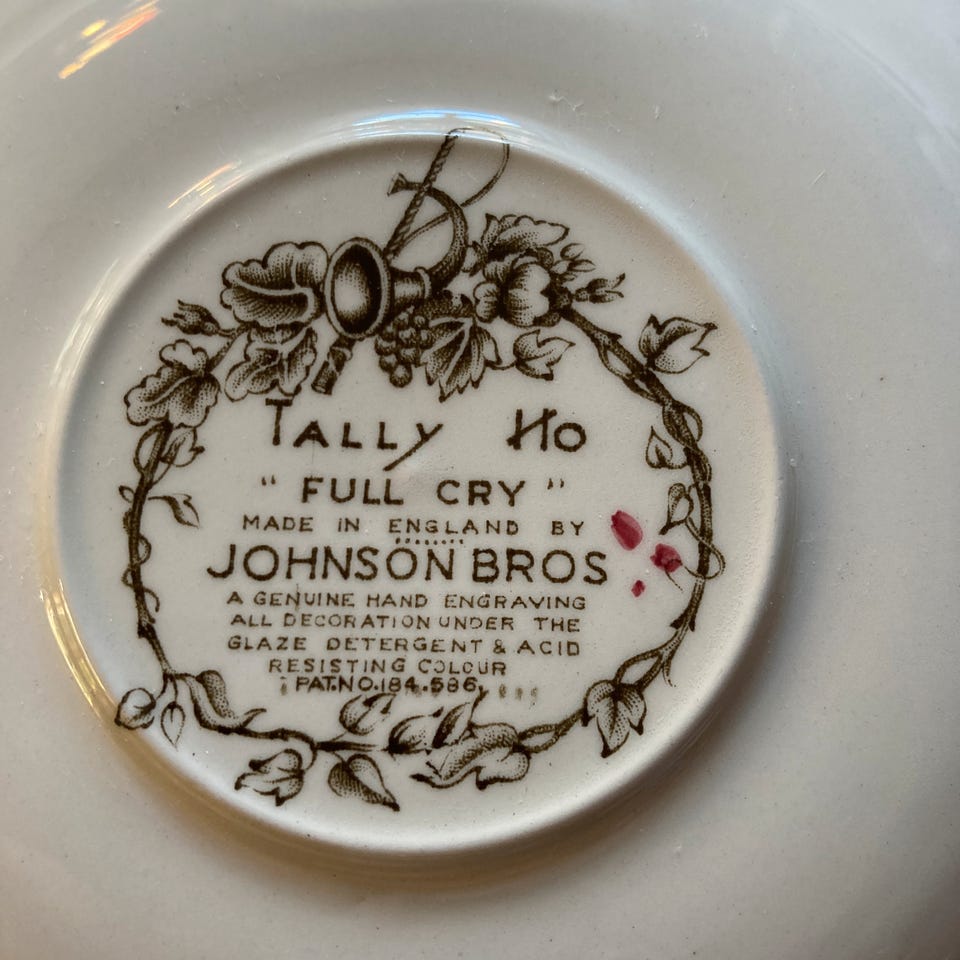 TALLY HO
"FULL CRY"
MADE IN ENGLAND BY
JOHNSON BROS
A GENUINE HAND ENGRAVING
ALL DECORATION UNDER THE
GLAZE DETERGENT & ACID
RESISTING COLOUR
PAT.NO.184.586